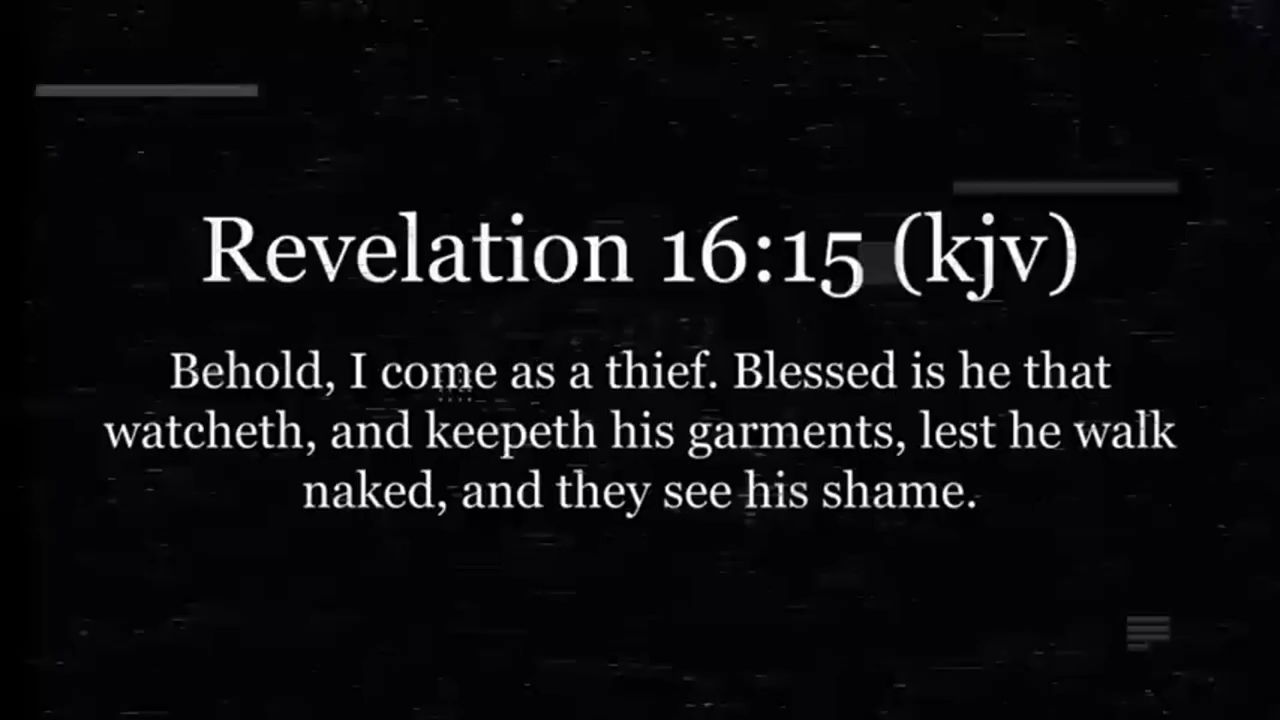 Revelation 16:15 (kjv)
Behold, I come as a thief. Blessed is he that
watcheth, and keepeth his garments, lest he walk
naked, and they see his shame.